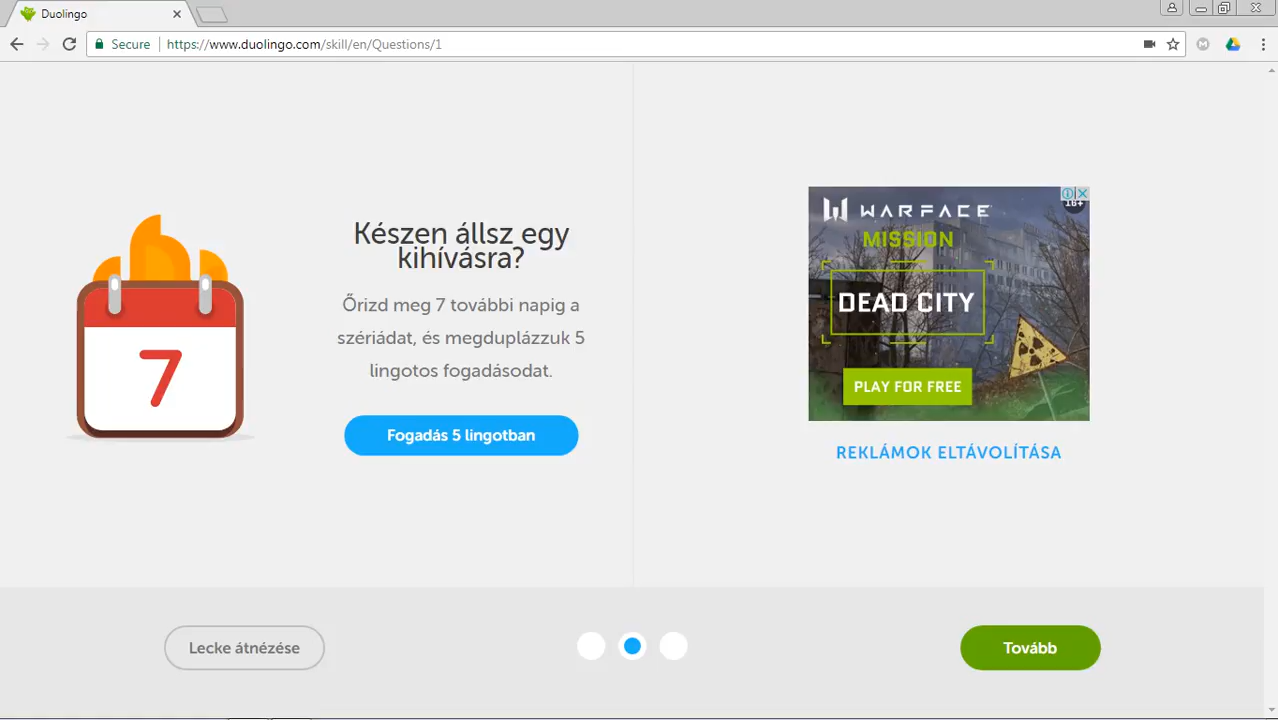 Duolingo
Secure
https://www.duolingo.com/skill/en/Questions/1
7
Készen állsz egy
kihívásra?
Őrizd meg 7 további napig a
szériádat, és megduplázzuk 5
lingotos fogadásodat.
Fogadás 5 lingotban
WARFACE
16+
MISSION
DEAD CITY
PLAY FOR FREE
REKLÁMOK ELTÁVOLÍTÁSA
Lecke átnézése
Tovább